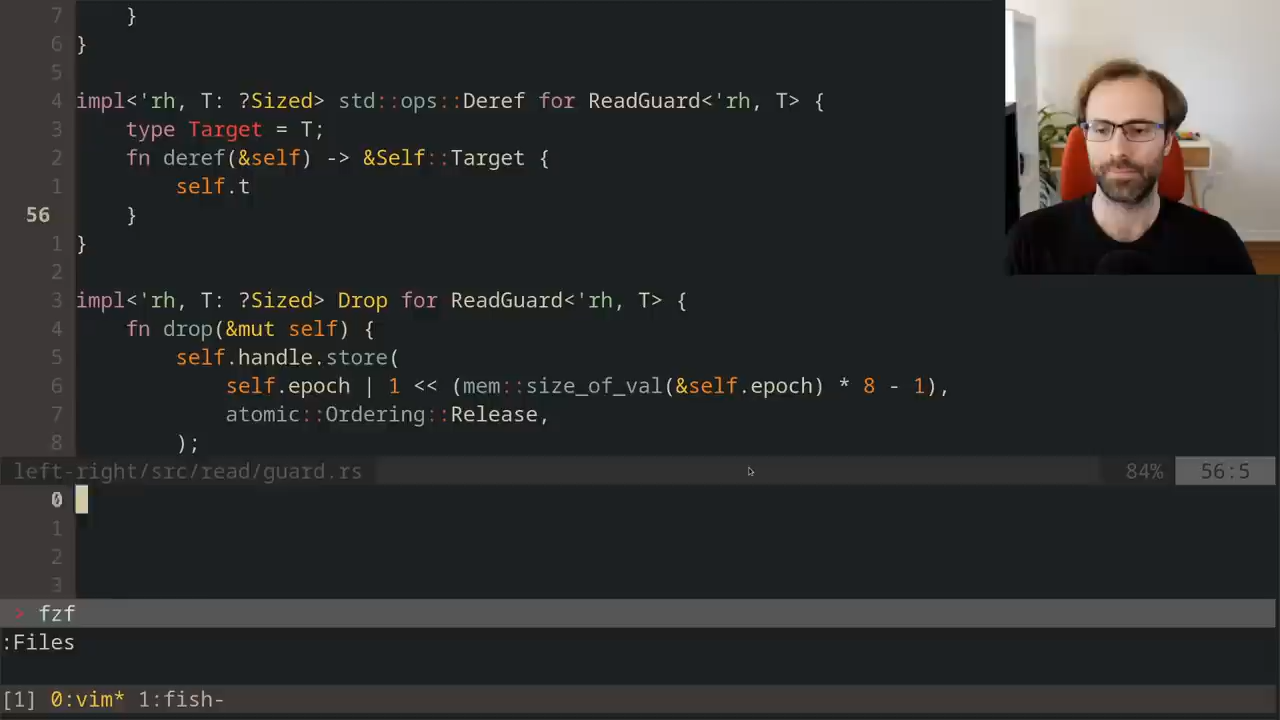 7     }
6 }
5
4 impl<'rh, T: ?Sized> std::ops::Deref for ReadGuard<'rh, T> {
3     type Target = T;
2     fn deref(&self) -> &Self::Target {
1         self.t
56     }
1 }
2
3 impl<'rh, T: ?Sized> Drop for ReadGuard<'rh, T> {
4     fn drop(&mut self) {
5         self.handle.store(
6             self.epoch | 1 << (mem::size_of_val(&self.epoch) * 8 - 1),
7             atomic::Ordering::Release,
8         );
left-right/src/read/guard.rs 84% 56:5
0
1
2
3
> fzf
:Files
[1] 0:vim* 1:fish-